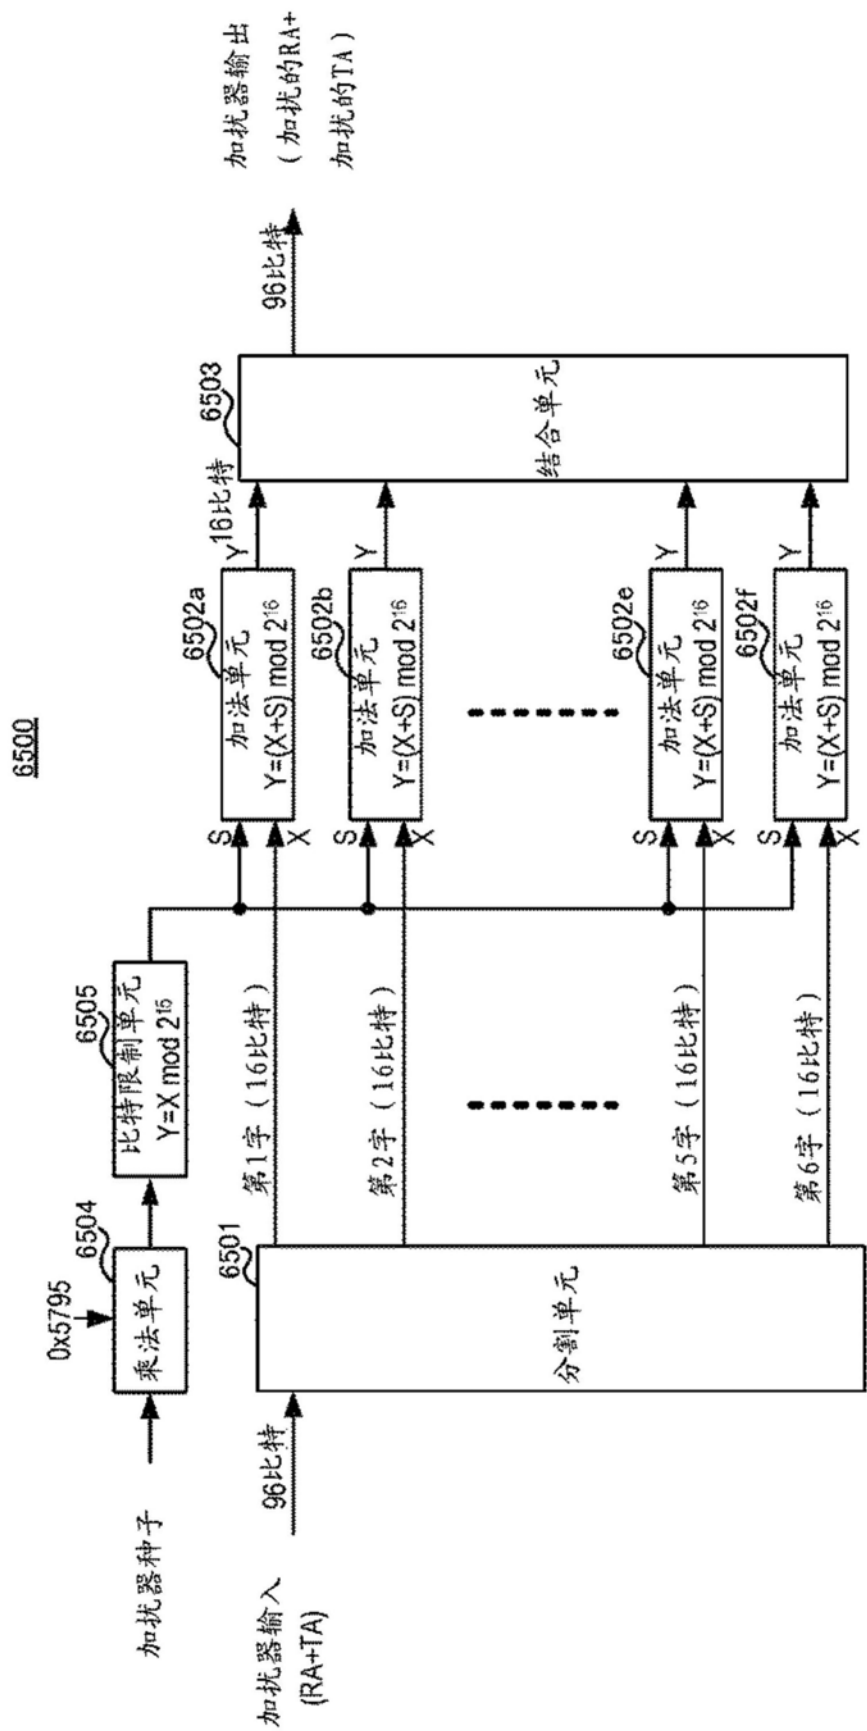 6500
加扰器种子
0x5795
6504
乘法单元
6505
比特限制单元
Y=X mod 2¹⁵
加扰器输入
(RA+TA)
96比特
6501
分割单元
第1字（16比特）
第2字（16比特）
第5字（16比特）
第6字（16比特）
S
X
6502a
加法单元
Y=(X+S) mod 2¹⁶
Y
16比特
S
X
6502b
加法单元
Y=(X+S) mod 2¹⁶
Y
S
X
6502e
加法单元
Y=(X+S) mod 2¹⁶
Y
S
X
6502f
加法单元
Y=(X+S) mod 2¹⁶
Y
6503
结合单元
96比特
加扰器输出
（加扰的RA+
加扰的TA）